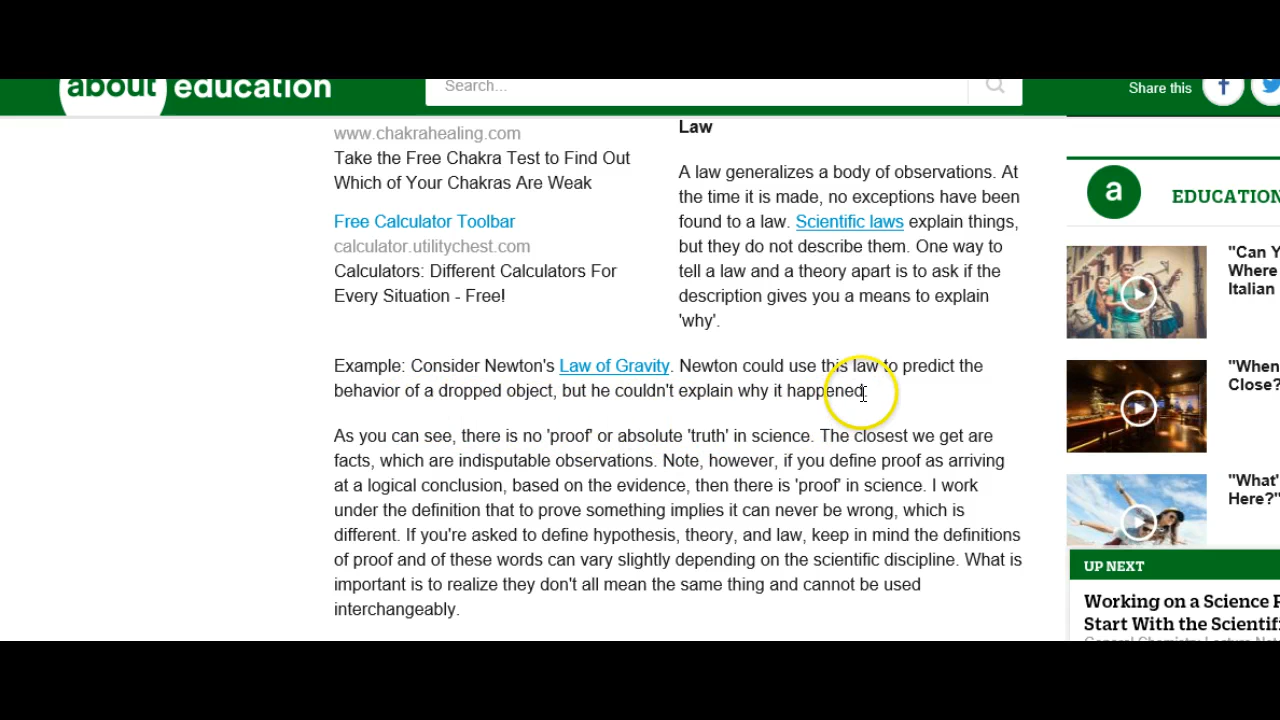 about education
Search...
Share this
www.chakrahealing.com
Take the Free Chakra Test to Find Out
Which of Your Chakras Are Weak
Free Calculator Toolbar
calculator.utilitychest.com
Calculators: Different Calculators For
Every Situation - Free!
Law
A law generalizes a body of observations. At
the time it is made, no exceptions have been
found to a law. Scientific laws explain things,
but they do not describe them. One way to
tell a law and a theory apart is to ask if the
description gives you a means to explain
'why'.
Example: Consider Newton's Law of Gravity. Newton could use this law to predict the
behavior of a dropped object, but he couldn't explain why it happened.
As you can see, there is no 'proof' or absolute 'truth' in science. The closest we get are
facts, which are indisputable observations. Note, however, if you define proof as arriving
at a logical conclusion, based on the evidence, then there is 'proof' in science. I work
under the definition that to prove something implies it can never be wrong, which is
different. If you're asked to define hypothesis, theory, and law, keep in mind the definitions
of proof and of these words can vary slightly depending on the scientific discipline. What is
important is to realize they don't all mean the same thing and cannot be used
interchangeably.
a EDUCATION
"Can Y
Where
Italian
"When
Close?
"What'
Here?"
UP NEXT
Working on a Science
Start With the Scientifi